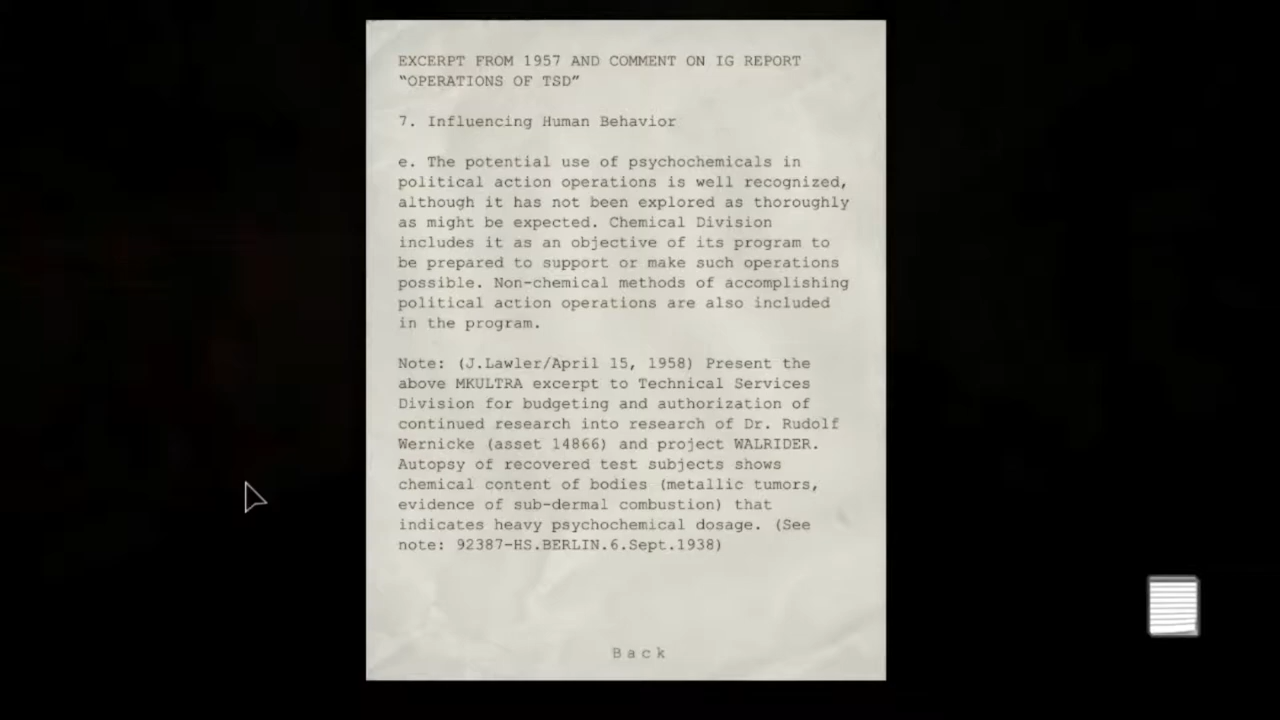 EXCERPT FROM 1957 AND COMMENT ON IG REPORT
“OPERATIONS OF TSD”
7. Influencing Human Behavior
e. The potential use of psychochemicals in
political action operations is well recognized,
although it has not been explored as thoroughly
as might be expected. Chemical Division
includes it as an objective of its program to
be prepared to support or make such operations
possible. Non-chemical methods of accomplishing
political action operations are also included
in the program.
Note: (J.Lawler/April 15, 1958) Present the
above MKULTRA excerpt to Technical Services
Division for budgeting and authorization of
continued research into research of Dr. Rudolf
Wernicke (asset 14866) and project WALRIDER.
Autopsy of recovered test subjects shows
chemical content of bodies (metallic tumors,
evidence of sub-dermal combustion) that
indicates heavy psychochemical dosage. (See
note: 92387-HS.BERLIN.6.Sept.1938)
Back